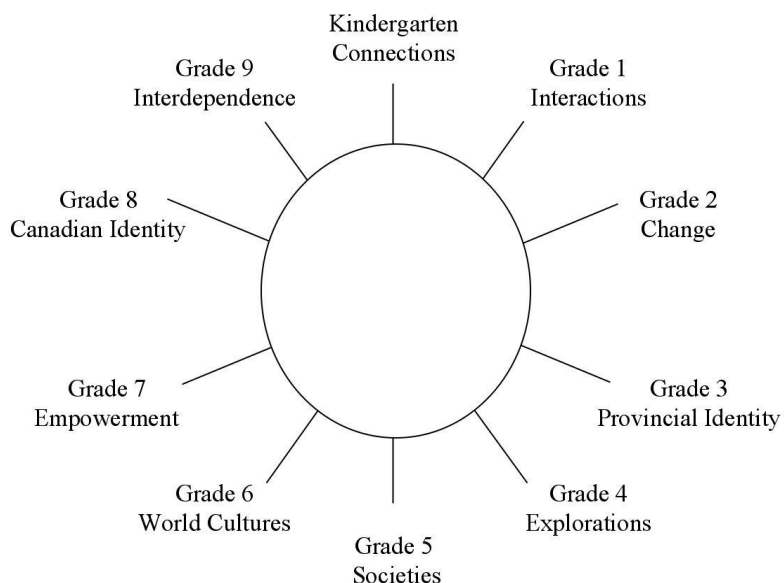 Kindergarten
Connections
Grade 1
Interactions
Grade 2
Change
Grade 3
Provincial Identity
Grade 4
Explorations
Grade 5
Societies
Grade 6
World Cultures
Grade 7
Empowerment
Grade 8
Canadian Identity
Grade 9
Interdependence